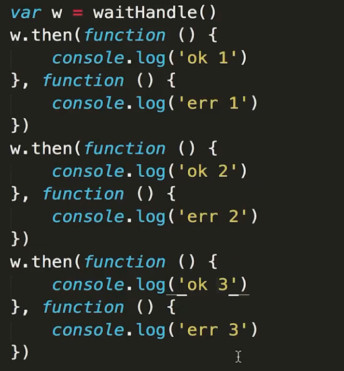 var w = waitHandle()
w.then(function () {
    console.log('ok 1')
}, function () {
    console.log('err 1')
})
w.then(function () {
    console.log('ok 2')
}, function () {
    console.log('err 2')
})
w.then(function () {
    console.log('ok 3')
}, function () {
    console.log('err 3')
})